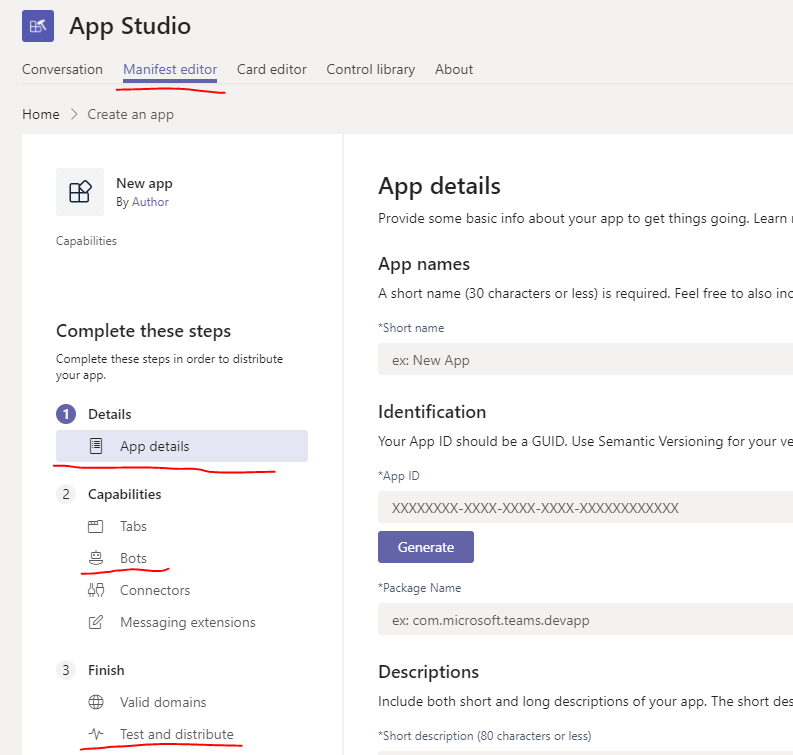 App Studio
Conversation Manifest editor Card editor Control library About
Home > Create an app
New app
By Author
Capabilities
Complete these steps
Complete these steps in order to distribute
your app.
1 Details
App details
2 Capabilities
Tabs
Bots
Connectors
Messaging extensions
3 Finish
Valid domains
Test and distribute
App details
Provide some basic info about your app to get things going. Learn
App names
A short name (30 characters or less) is required. Feel free to also inc
*Short name
ex: New App
Identification
Your App ID should be a GUID. Use Semantic Versioning for your ve
*App ID
XXXXXXXX-XXXX-XXXX-XXXX-XXXXXXXXXXXX
Generate
*Package Name
ex: com.microsoft.teams.devapp
Descriptions
Include both short and long descriptions of your app. The short des
*Short description (80 characters or less)